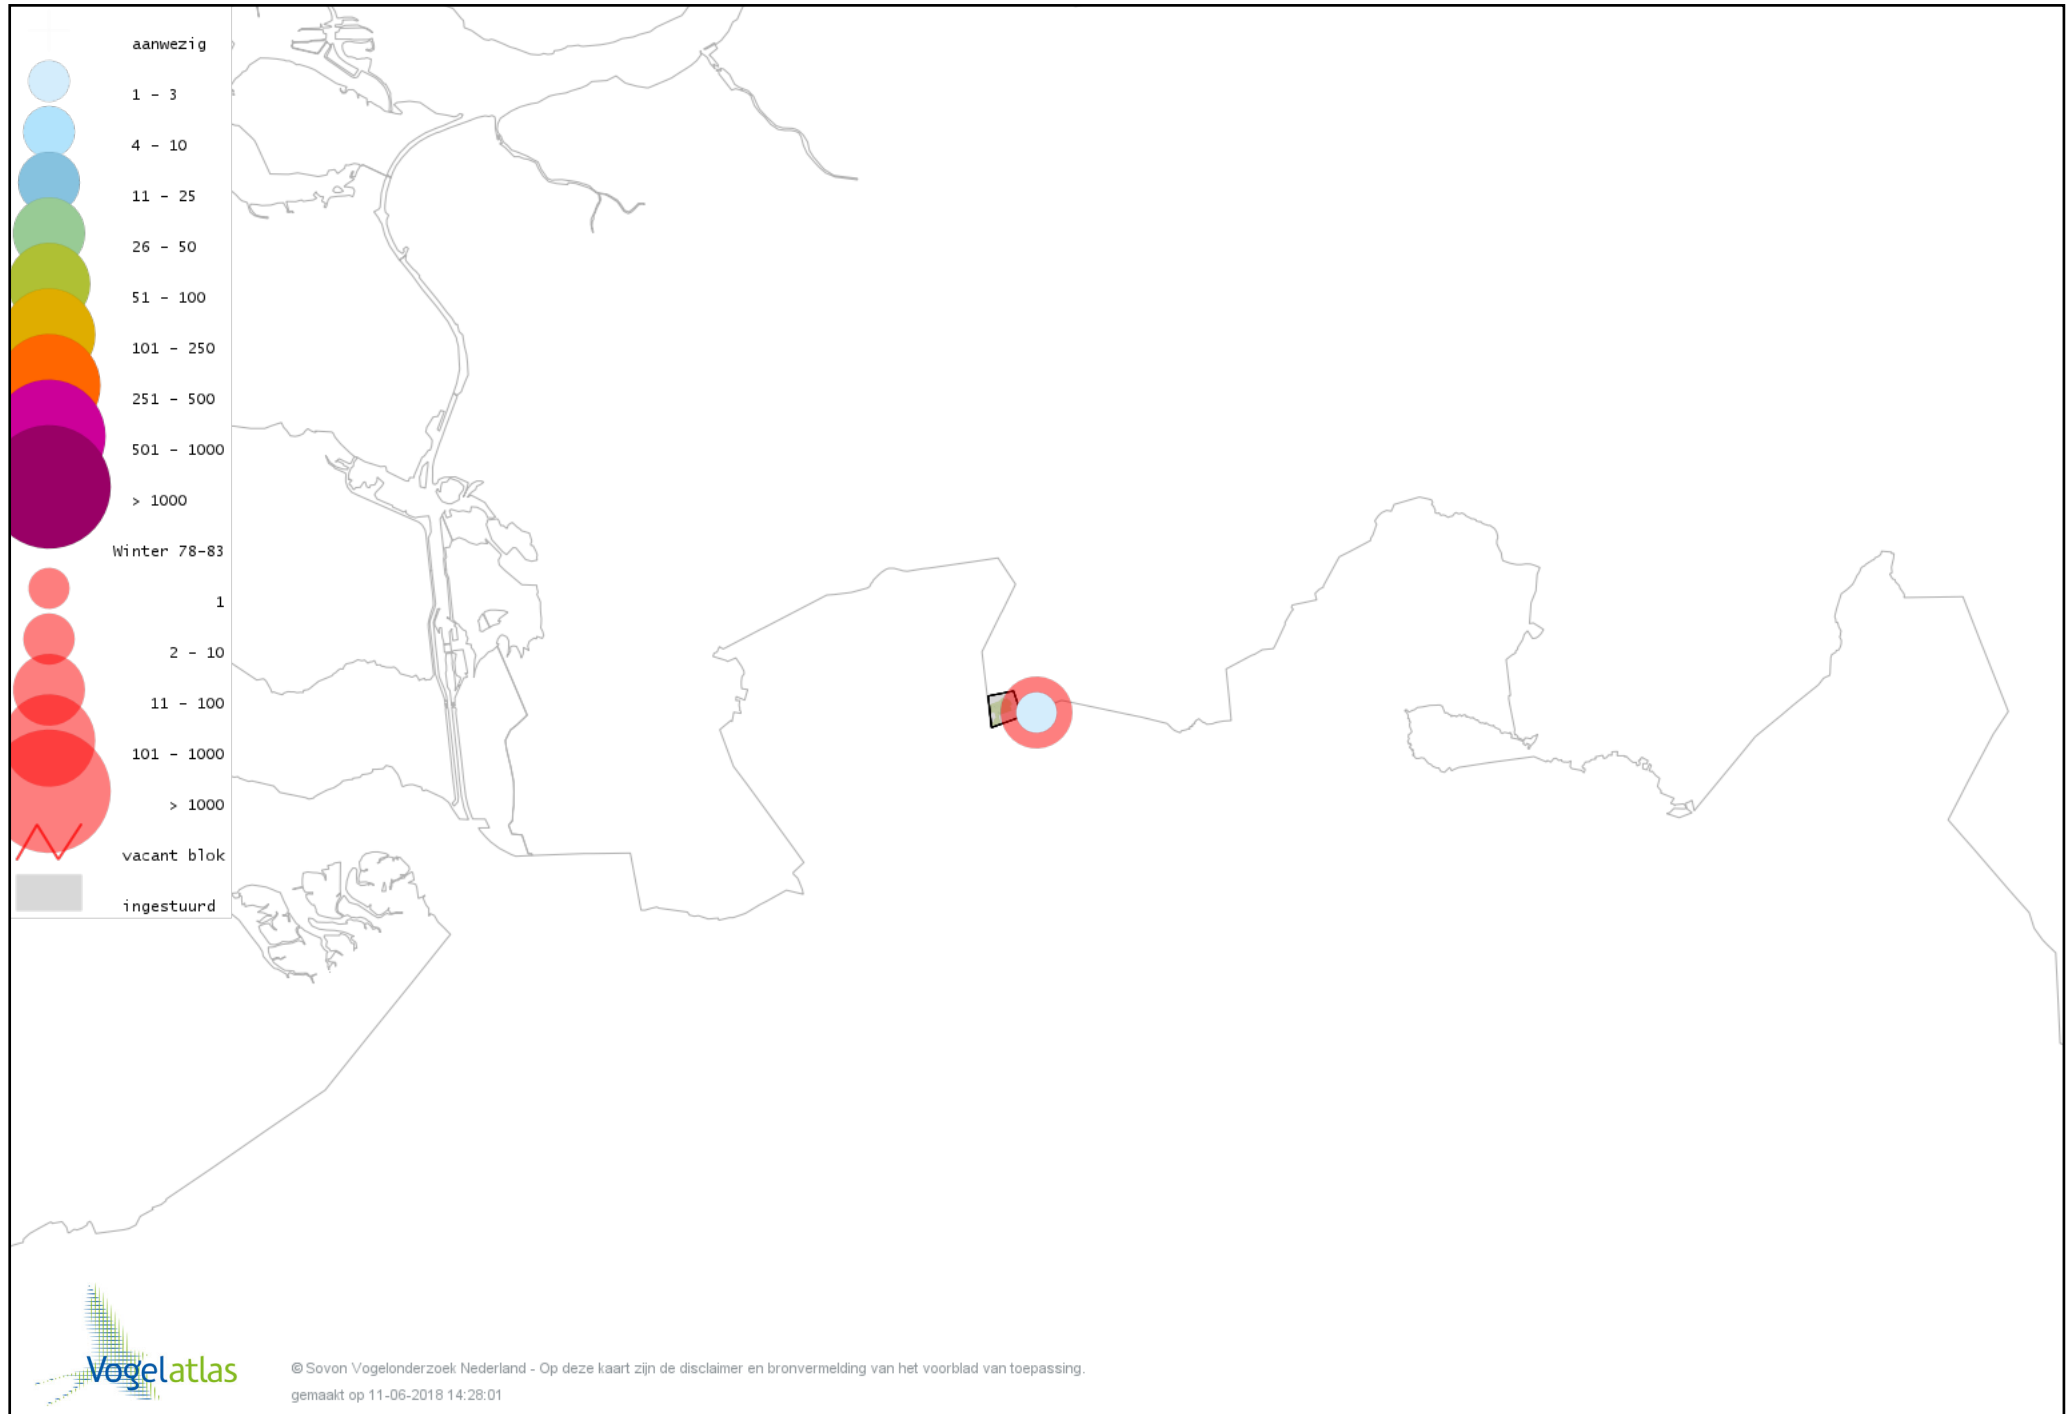 aanwezig
1 - 3
4 - 10
11 - 25
26 - 50
51 - 100
101 - 250
251 - 500
501 - 1000
> 1000
Winter 78-83
1
2 - 10
11 - 100
101 - 1000
> 1000
vacant blok
ingestuurd
Vogelatlas
© Sovon Vogelonderzoek Nederland - Op deze kaart zijn de disclaimer en bronvermelding van het voorblad van toepassing.
gemaakt op 11-06-2018 14:28:01